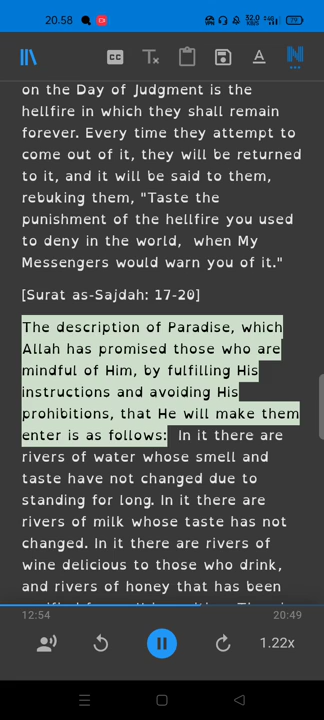 20.58
CC
A
N
on the Day of Judgment is the
hellfire in which they shall remain
forever. Every time they attempt to
come out of it, they will be returned
to it, and it will be said to them,
rebuking them, "Taste the
punishment of the hellfire you used
to deny in the world,  when My
Messengers would warn you of it."
[Surat as-Sajdah: 17-20]
The description of Paradise, which
Allah has promised those who are
mindful of Him, by fulfilling His
instructions and avoiding His
prohibitions, that He will make them
enter is as follows:  In it there are
rivers of water whose smell and
taste have not changed due to
standing for long. In it there are
rivers of milk whose taste has not
changed. In it there are rivers of
wine delicious to those who drink,
and rivers of honey that has been
12:54
20:49
1.22x